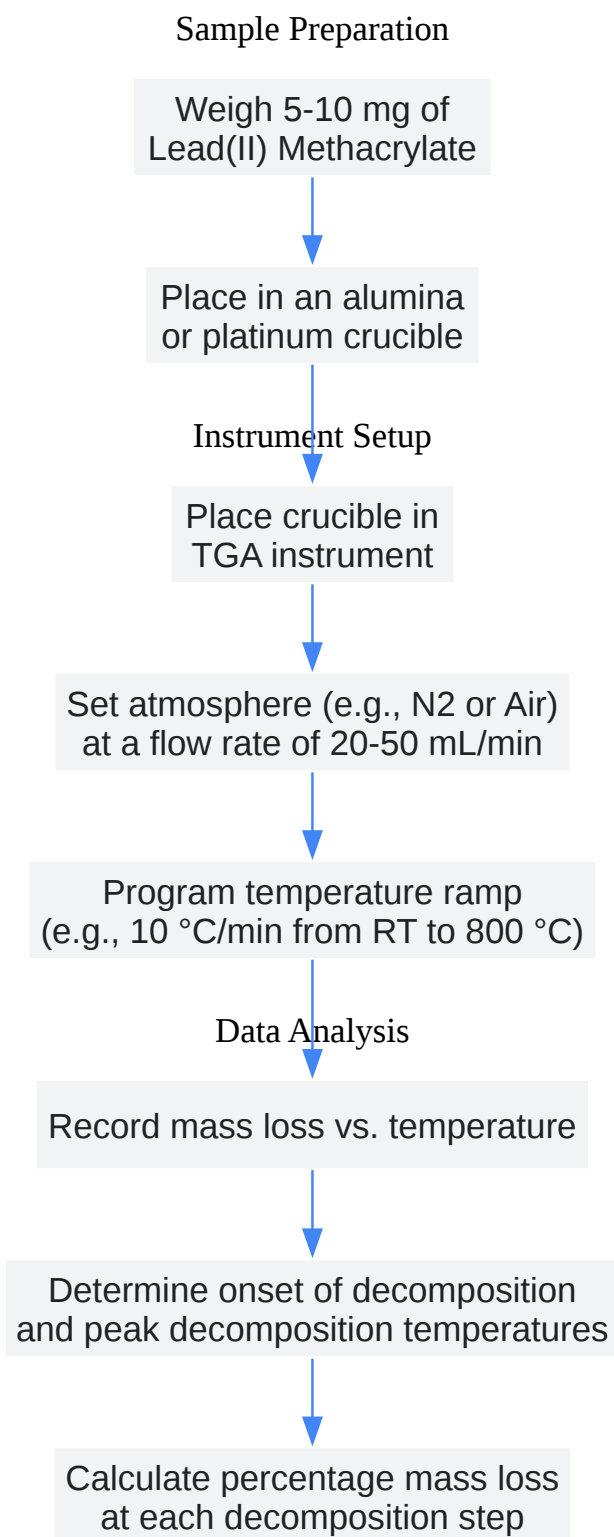 Sample Preparation
Weigh 5-10 mg of
Lead(II) Methacrylate
Place in an alumina
or platinum crucible
Instrument Setup
Place crucible in
TGA instrument
Set atmosphere (e.g., N2 or Air)
at a flow rate of 20-50 mL/min
Program temperature ramp
(e.g., 10 °C/min from RT to 800 °C)
Data Analysis
Record mass loss vs. temperature
Determine onset of decomposition
and peak decomposition temperatures
Calculate percentage mass loss
at each decomposition step